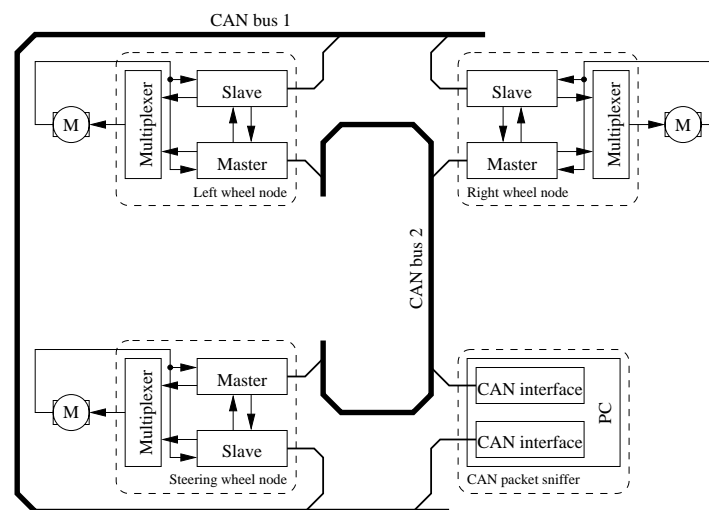 CAN bus 1
Slave
Multiplexer
M
Master
Left wheel node
Slave
Multiplexer
M
Master
Right wheel node
CAN bus 2
Master
Multiplexer
M
Slave
Steering wheel node
CAN interface
PC
CAN interface
CAN packet sniffer